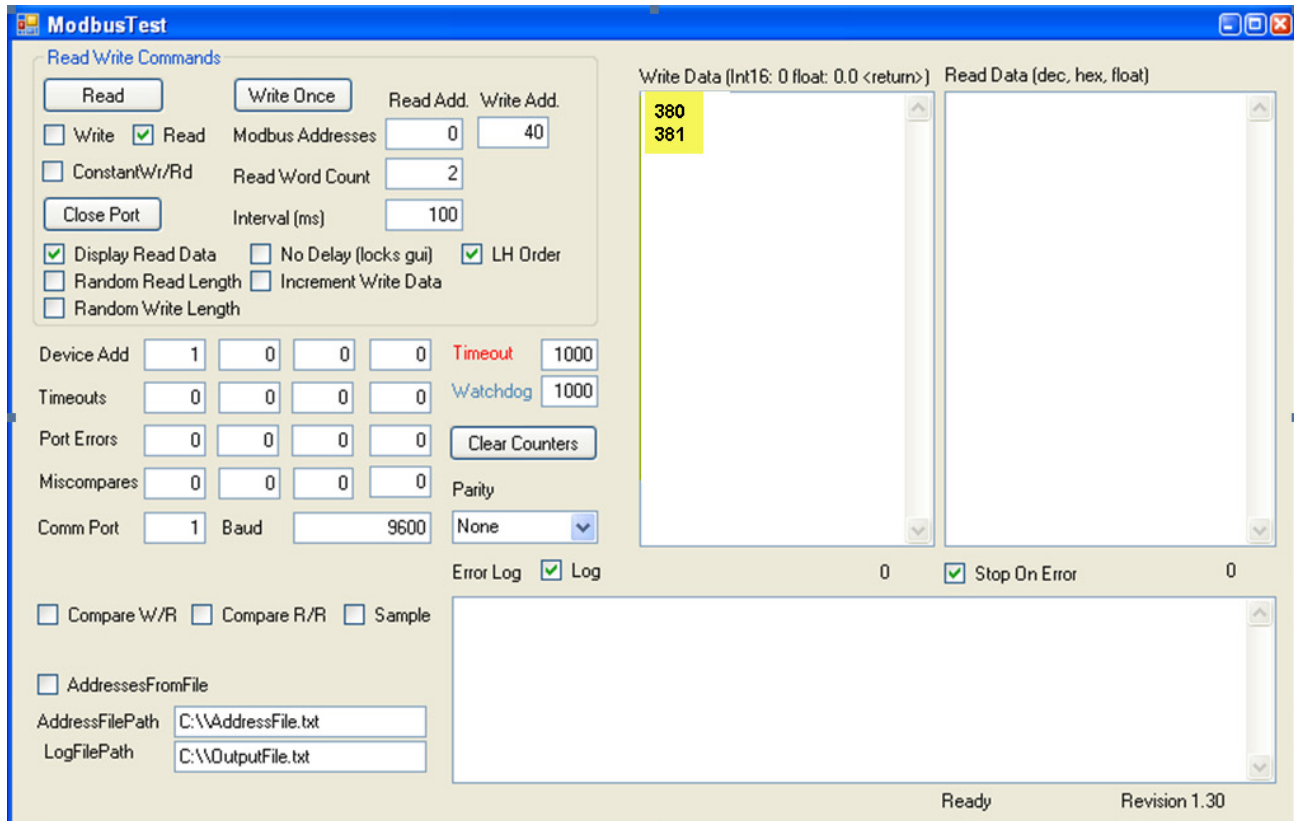 ModbusTest
Read Write Commands
Write Data (Int16: 0 float: 0.0 <return>) Read Data (dec, hex, float)
Read Write Once Read Add. Write Add.
380
381
Write Read Modbus Addresses 0 40
ConstantWr/Rd Read Word Count 2
Close Port Interval (ms) 100
Display Read Data No Delay (locks gui) LH Order
Random Read Length Increment Write Data
Random Write Length
Device Add 1 0 0 0 Timeout 1000
Timeouts 0 0 0 0 Watchdog 1000
Port Errors 0 0 0 0 Clear Counters
Miscompares 0 0 0 0 Parity
Comm Port 1 Baud 9600 None
Error Log Log 0 Stop On Error 0
Compare W/R Compare R/R Sample
AddressesFromFile
AddressFilePath C:\\AddressFile.txt
LogFilePath C:\\OutputFile.txt
Ready Revision 1.30